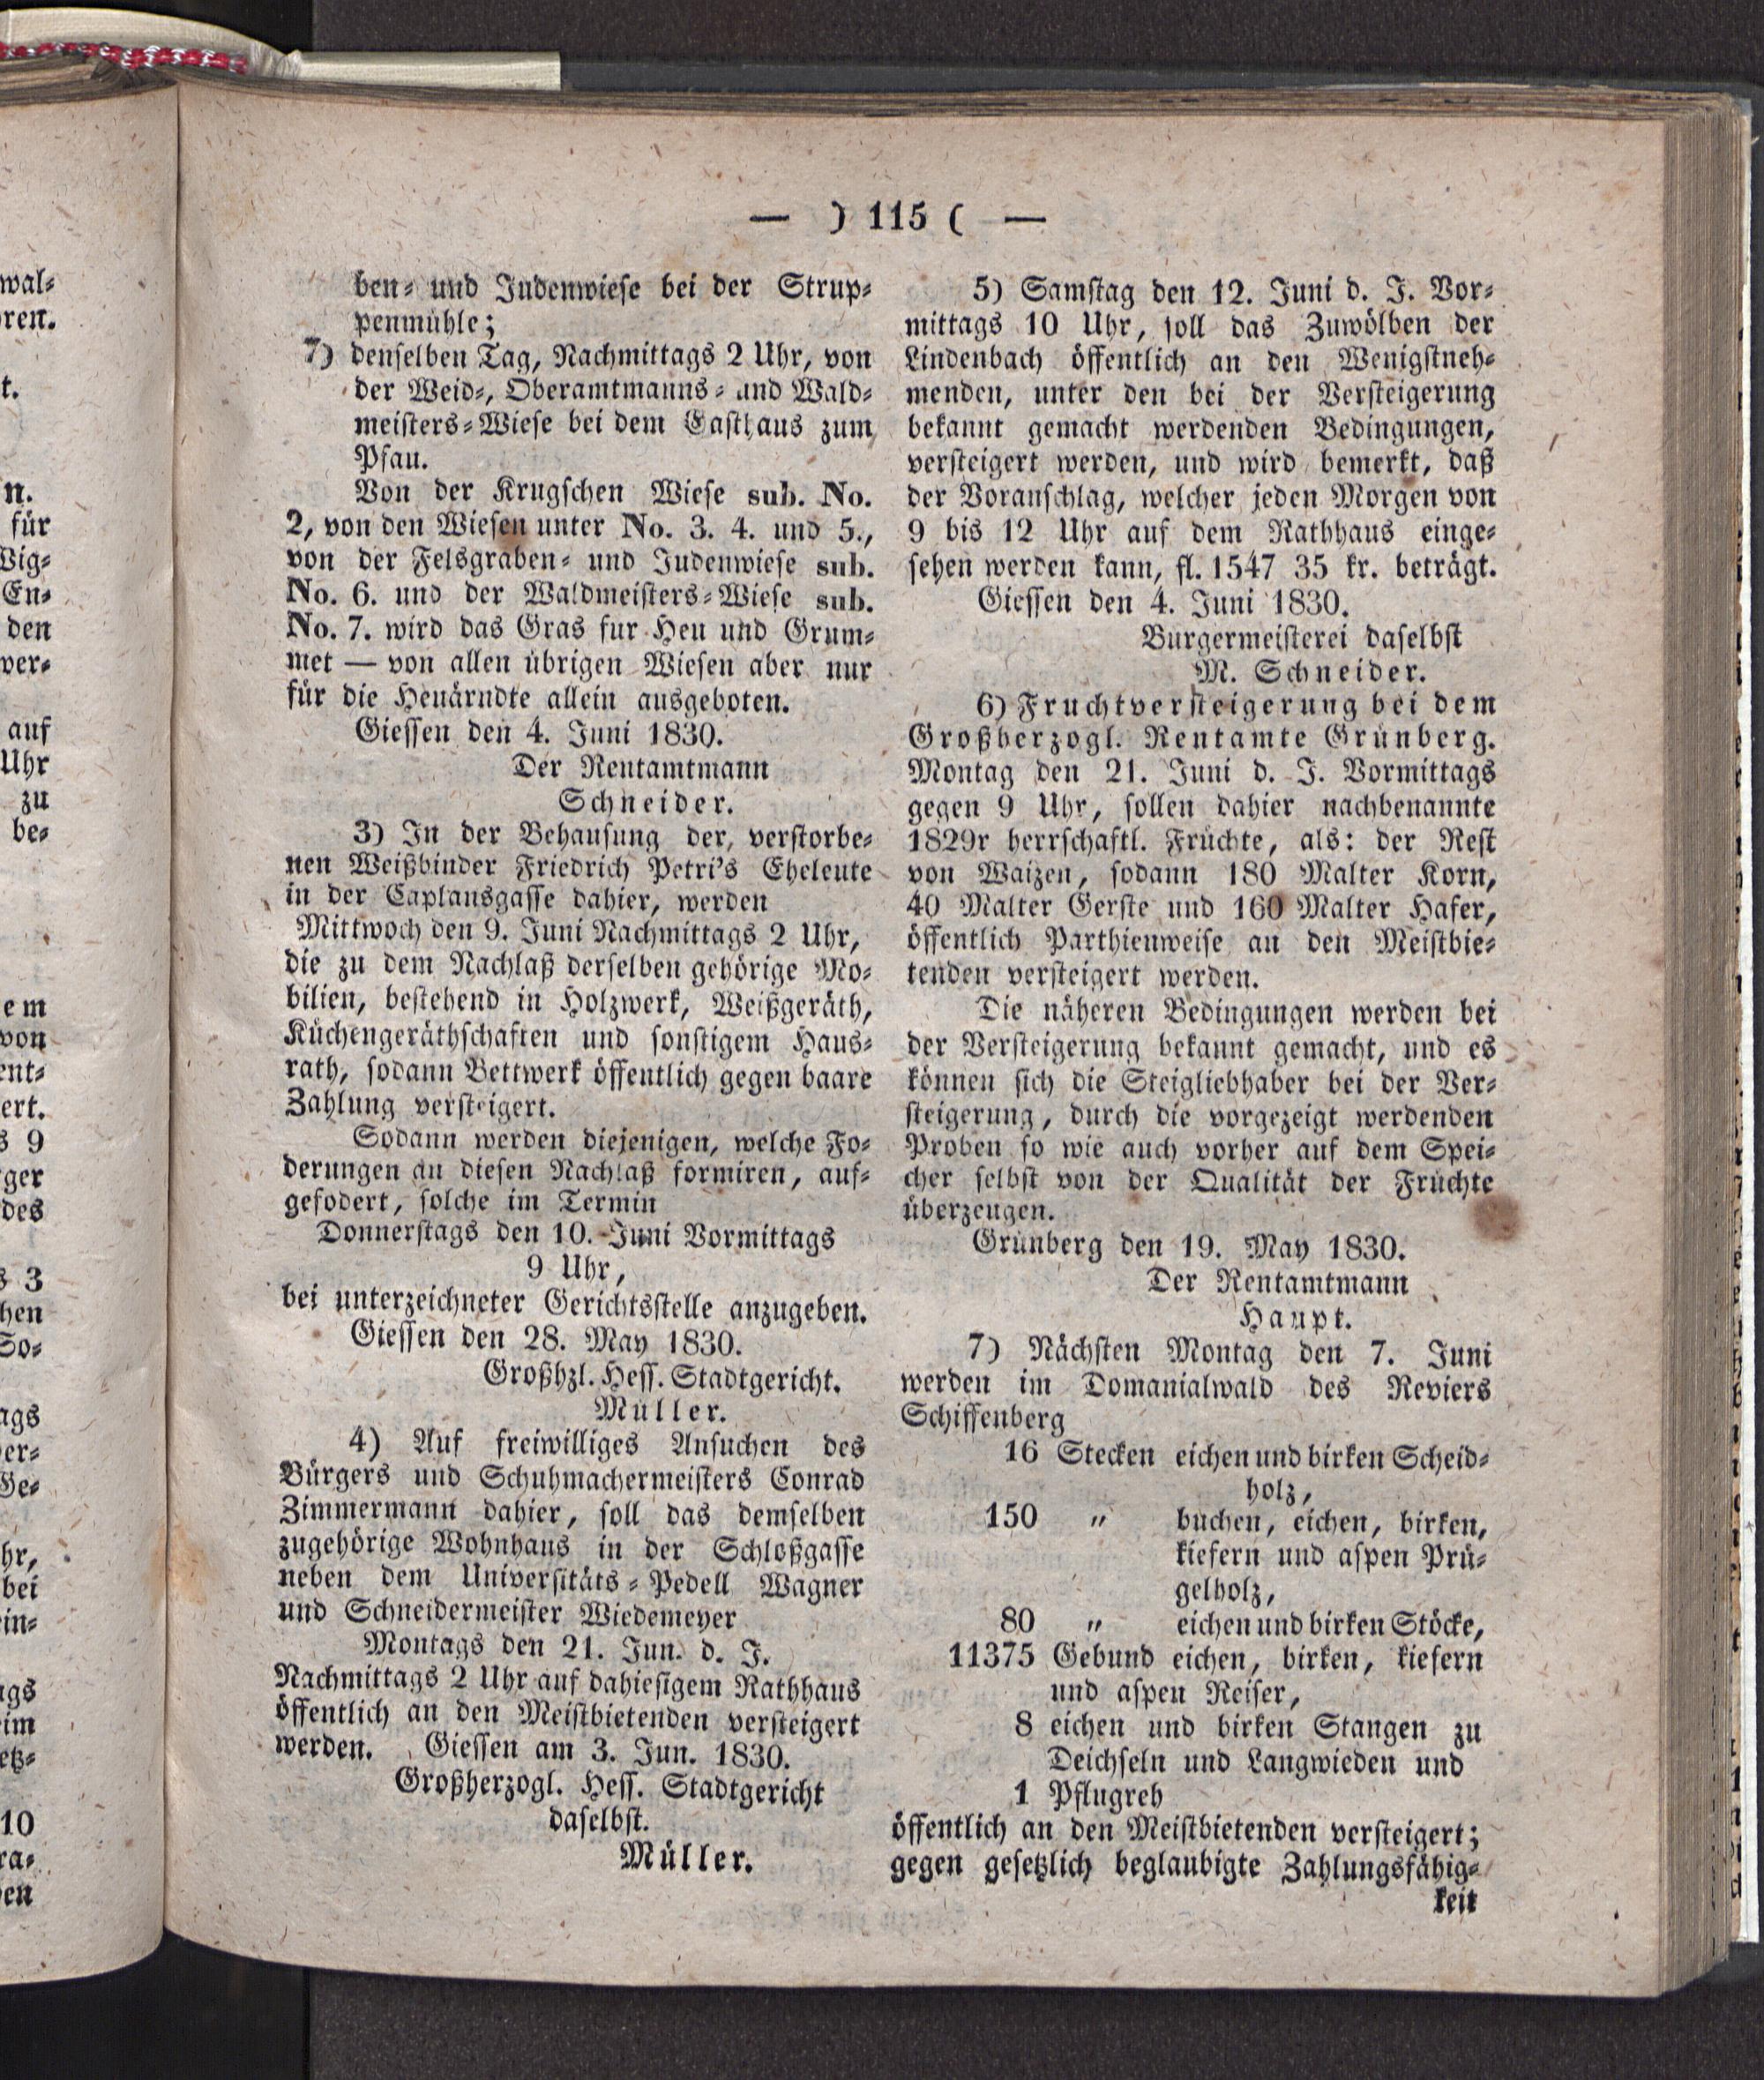 — ) 115 ( —
ben- und Judenwiese bei der Strup-
penmühle;
7) denselben Tag, Nachmittags 2 Uhr, von
der Weid-, Oberamtmanns- und Wald-
meisters-Wiese bei dem Gasthaus zum
Pfau.
Von der Krugschen Wiese sub. No.
2, von den Wiesen unter No. 3. 4. und 5.,
von der Felsgraben- und Judenwiese sub.
No. 6. und der Waldmeisters-Wiese sub.
No. 7. wird das Gras fur Heu und Grum-
met — von allen übrigen Wiesen aber nur
für die Heuärndte allein ausgeboten.
Giessen den 4. Juni 1830.
Der Rentamtmann
Schneider.
3) In der Behausung der, verstorbe-
nen Weißbinder Friedrich Petri's Eheleute
in der Caplansgasse dahier, werden
Mittwoch den 9. Juni Nachmittags 2 Uhr,
die zu dem Nachlaß derselben gehörige Mo-
bilien, bestehend in Holzwerk, Weißgeräth,
Küchengeräthschaften und sonstigem Haus-
rath, sodann Bettwerk öffentlich gegen baare
Zahlung versteigert.
Sodann werden diejenigen, welche Fo-
derungen an diesen Nachlaß formiren, auf-
gefodert, solche im Termin
Donnerstags den 10. Juni Vormittags
9 Uhr,
bei unterzeichneter Gerichtsstelle anzugeben.
Giessen den 28. May 1830.
Großhzl. Hess. Stadtgericht.
Müller.
4) Auf freiwilliges Ansuchen des
Bürgers und Schuhmachermeisters Conrad
Zimmermann dahier, soll das demselben
zugehörige Wohnhaus in der Schloßgasse
neben dem Universitäts-Pedell Wagner
und Schneidermeister Wiedemeyer
Montags den 21. Jun. d. J.
Nachmittags 2 Uhr auf dahiesigem Rathhaus
öffentlich an den Meistbietenden versteigert
werden. Giessen am 3. Jun. 1830.
Großherzogl. Hess. Stadtgericht
daselbst.
Müller.
5) Samstag den 12. Juni d. J. Vor-
mittags 10 Uhr, soll das Zuwölben der
Lindenbach öffentlich an den Wenigstneh-
menden, unter den bei der Versteigerung
bekannt gemacht werdenden Bedingungen,
versteigert werden, und wird bemerkt, daß
der Voranschlag, welcher jeden Morgen von
9 bis 12 Uhr auf dem Rathhaus einge-
sehen werden kann, fl. 1547 35 kr. beträgt.
Giessen den 4. Juni 1830.
Burgermeisterei daselbst
M. Schneider.
6) Fruchtversteigerung bei dem
Großherzogl. Rentamte Grünberg.
Montag den 21. Juni d. J. Vormittags
gegen 9 Uhr, sollen dahier nachbenannte
1829r herrschaftl. Früchte, als: der Rest
von Waizen, sodann 180 Malter Korn,
40 Malter Gerste und 160 Malter Hafer,
öffentlich Parthienweise an den Meistbie-
tenden versteigert werden.
Die näheren Bedingungen werden bei
der Versteigerung bekannt gemacht, und es
können sich die Steigliebhaber bei der Ver-
steigerung, durch die vorgezeigt werdenden
Proben so wie auch vorher auf dem Spei-
cher selbst von der Qualität der Früchte
überzeugen.
Grünberg den 19. May 1830.
Der Rentamtmann
Haupt.
7) Nächsten Montag den 7. Juni
werden im Domanialwald des Reviers
Schiffenberg
16 Stecken eichen und birken Scheid-
holz,
150 „ buchen, eichen, birken,
kiefern und aspen Prü-
gelholz,
80 „ eichen und birken Stöcke,
11375 Gebund eichen, birken, kiefern
und aspen Reiser,
8 eichen und birken Stangen zu
Deichseln und Langwieden und
1 Pflugreh
öffentlich an den Meistbietenden versteigert;
gegen gesetzlich beglaubigte Zahlungsfähig-
keit